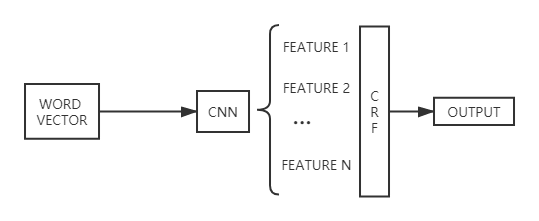 WORD
VECTOR
CNN
FEATURE 1
FEATURE 2
...
FEATURE N
C
R
F
OUTPUT